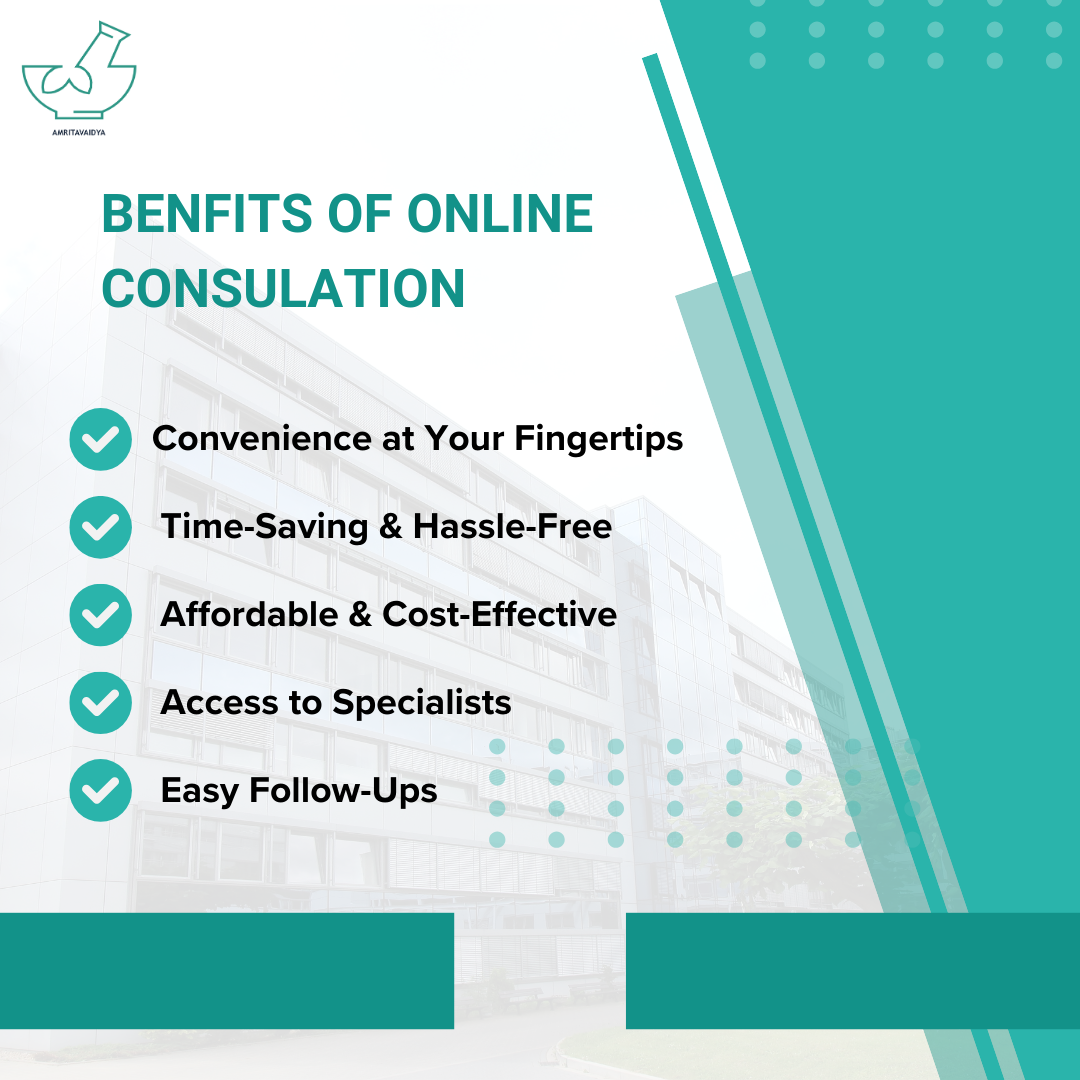 AMRITAVAIDYA
BENFITS OF ONLINE
CONSULATION
Convenience at Your Fingertips
Time-Saving & Hassle-Free
Affordable & Cost-Effective
Access to Specialists
Easy Follow-Ups